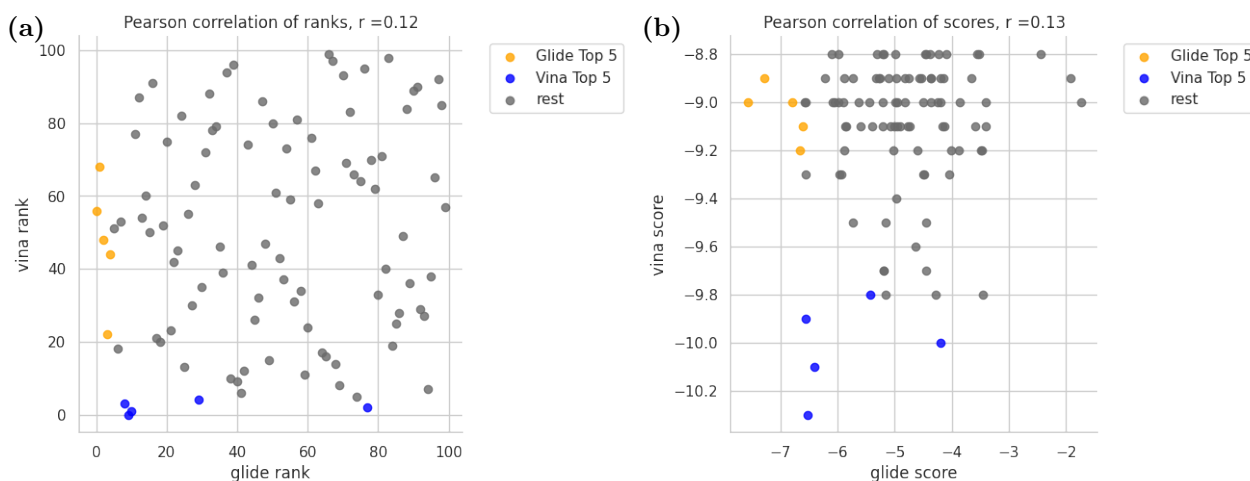 (a)
Pearson correlation of ranks, r =0.12
100
80
60
40
20
0
vina rank
0 20 40 60 80 100
glide rank
Glide Top 5
Vina Top 5
rest
(b)
Pearson correlation of scores, r =0.13
−8.8
−9.0
−9.2
−9.4
−9.6
−9.8
−10.0
−10.2
vina score
−7 −6 −5 −4 −3 −2
glide score
Glide Top 5
Vina Top 5
rest